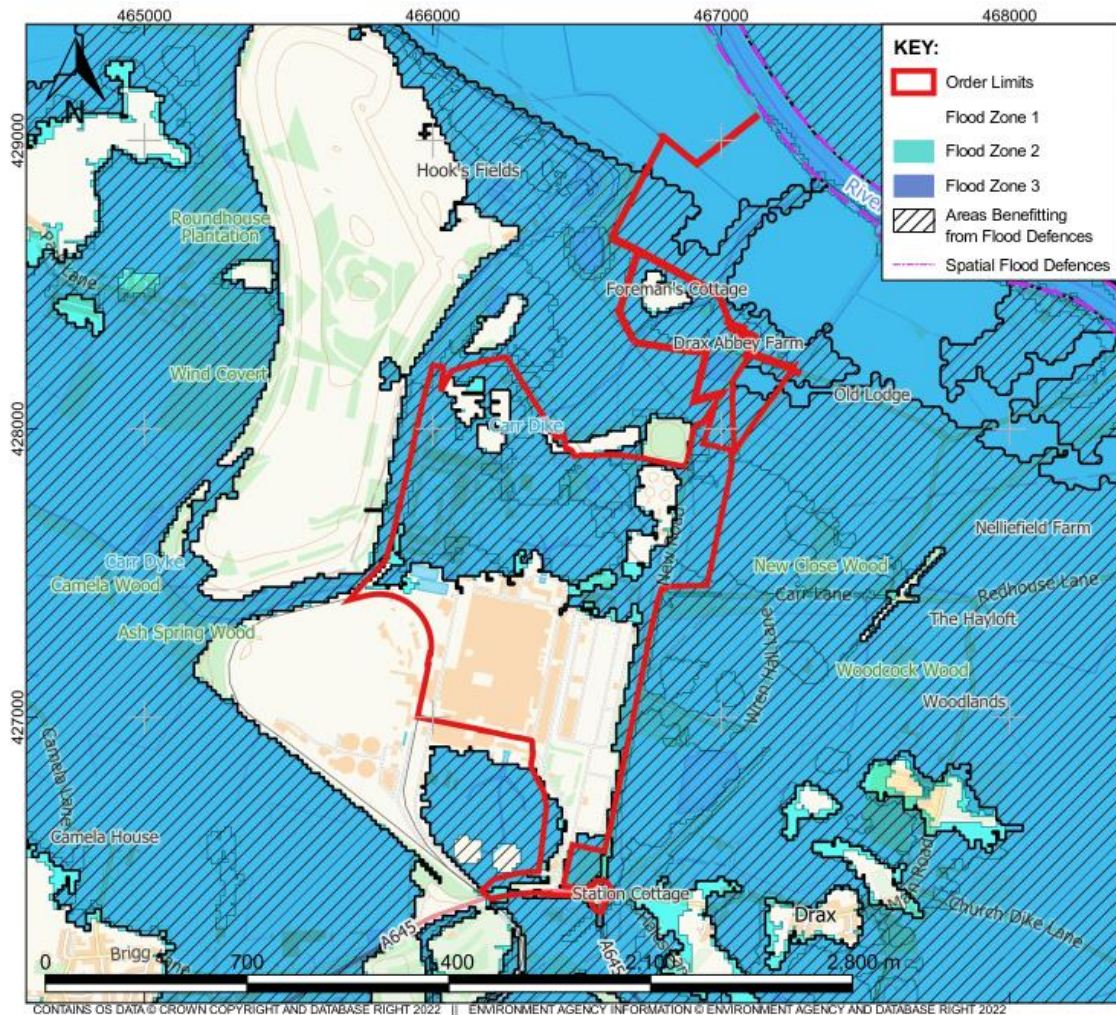 465000
466000
467000
468000
KEY:
Order Limits
Flood Zone 1
Flood Zone 2
Flood Zone 3
Areas Benefitting
from Flood Defences
Spatial Flood Defences
N
429000
428000
427000
Hook's Fields
River
Roundhouse
Plantation
Lane
Foreman's Cottage
Drax Abbey Farm
Wind Covert
Old Lodge
Carr Dike
Nelliefield Farm
New Road
Carr Dyke
Camela Wood
New Close Wood
Carr Lane
Redhouse Lane
The Hayloft
Ash Spring Wood
Wren Hall Lane
Woodcock Wood
Woodlands
Camela Lane
Camela House
Main Road
Station Cottage
Drax
Church Dike Lane
A645
A645
Brigg Lane
0
700
400
2,100
2,800 m
CONTAINS OS DATA © CROWN COPYRIGHT AND DATABASE RIGHT 2022 || ENVIRONMENT AGENCY INFORMATION © ENVIRONMENT AGENCY AND DATABASE RIGHT 2022